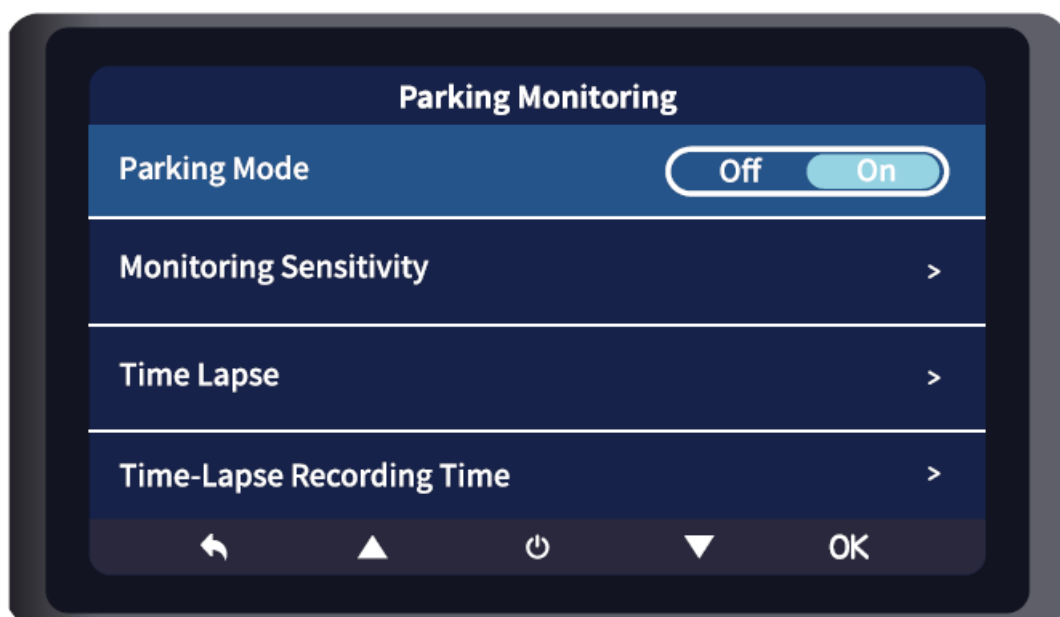 Parking Monitoring
Parking Mode Off On
Monitoring Sensitivity >
Time Lapse >
Time-Lapse Recording Time >
OK